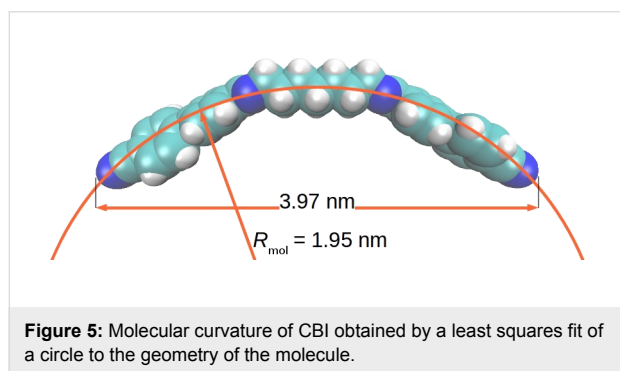 3.97 nm
Rmol = 1.95 nm
Figure 5: Molecular curvature of CBI obtained by a least squares fit of
a circle to the geometry of the molecule.